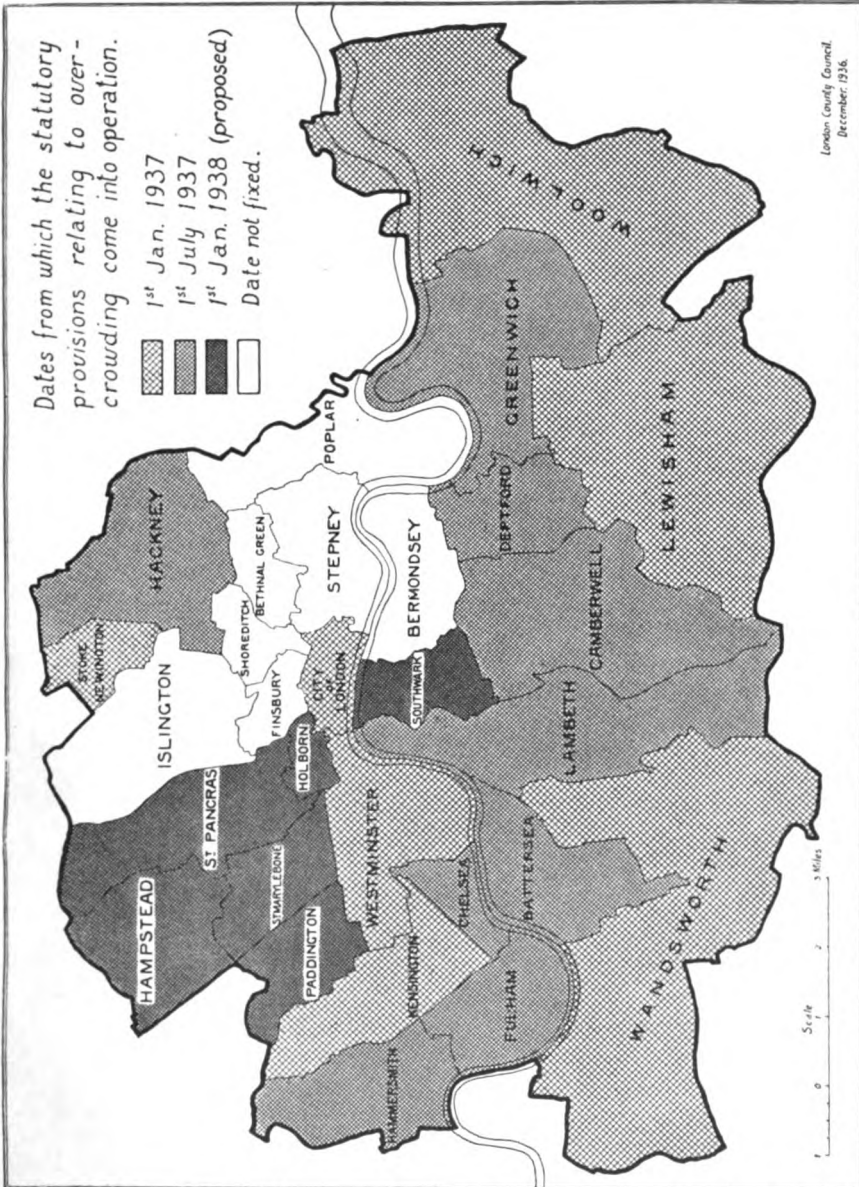 Dates from which the statutory
provisions relating to over-
crowding come into operation.
1st Jan. 1937
1st July 1937
1st Jan. 1938 (proposed)
Date not fixed.
HAMPSTEAD
ST PANCRAS
ISLINGTON
STOKE
NEWINGTON
HACKNEY
PADDINGTON
ST MARYLEBONE
HOLBORN
FINSBURY
SHOREDITCH
BETHNAL GREEN
POPLAR
HAMMERSMITH
KENSINGTON
WESTMINSTER
CITY
OF
LONDON
STEPNEY
FULHAM
CHELSEA
BATTERSEA
SOUTHWARK
BERMONDSEY
LAMBETH
CAMBERWELL
DEPTFORD
GREENWICH
WOOLWICH
WANDSWORTH
LEWISHAM
Scale
1 0 1 2 3 Miles
London County Council.
December. 1936.